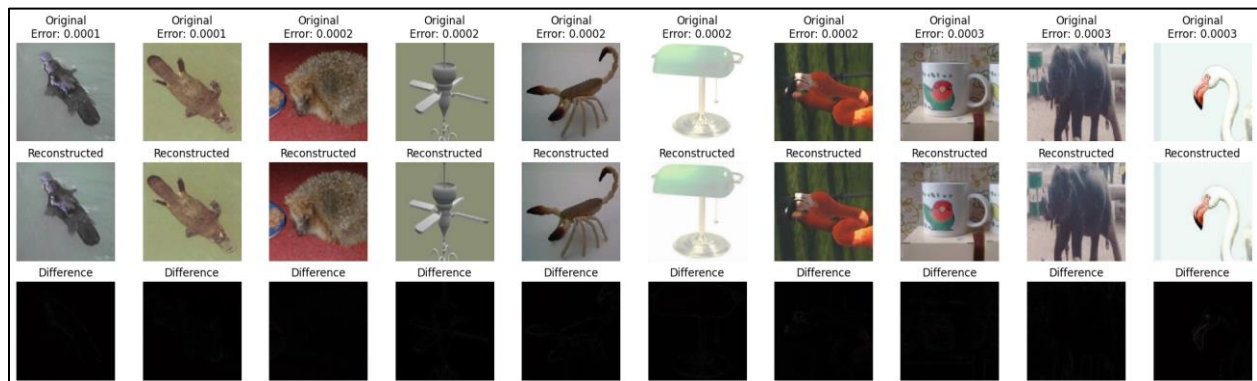 Original Original Original Original Original Original Original Original Original Original
Error: 0.0001 Error: 0.0001 Error: 0.0002 Error: 0.0002 Error: 0.0002 Error: 0.0002 Error: 0.0002 Error: 0.0003 Error: 0.0003 Error: 0.0003
Reconstructed Reconstructed Reconstructed Reconstructed Reconstructed Reconstructed Reconstructed Reconstructed Reconstructed Reconstructed
Difference Difference Difference Difference Difference Difference Difference Difference Difference Difference